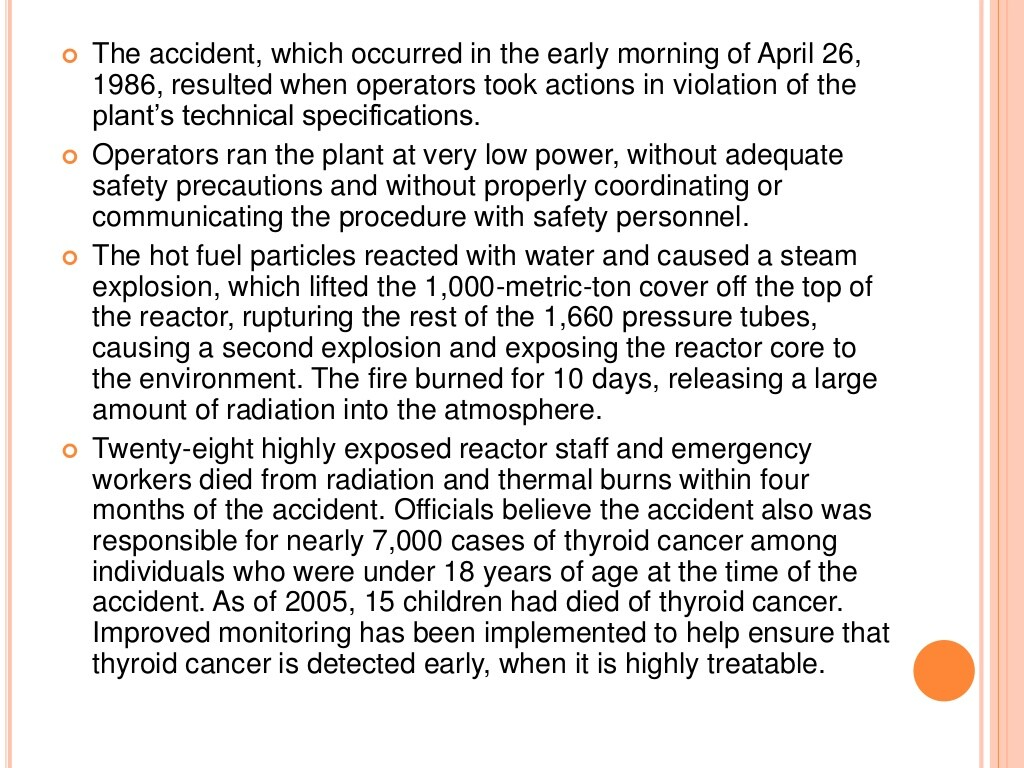 The accident, which occurred in the early morning of April 26,
1986, resulted when operators took actions in violation of the
plant’s technical specifications.
Operators ran the plant at very low power, without adequate
safety precautions and without properly coordinating or
communicating the procedure with safety personnel.
The hot fuel particles reacted with water and caused a steam
explosion, which lifted the 1,000-metric-ton cover off the top of
the reactor, rupturing the rest of the 1,660 pressure tubes,
causing a second explosion and exposing the reactor core to
the environment. The fire burned for 10 days, releasing a large
amount of radiation into the atmosphere.
Twenty-eight highly exposed reactor staff and emergency
workers died from radiation and thermal burns within four
months of the accident. Officials believe the accident also was
responsible for nearly 7,000 cases of thyroid cancer among
individuals who were under 18 years of age at the time of the
accident. As of 2005, 15 children had died of thyroid cancer.
Improved monitoring has been implemented to help ensure that
thyroid cancer is detected early, when it is highly treatable.